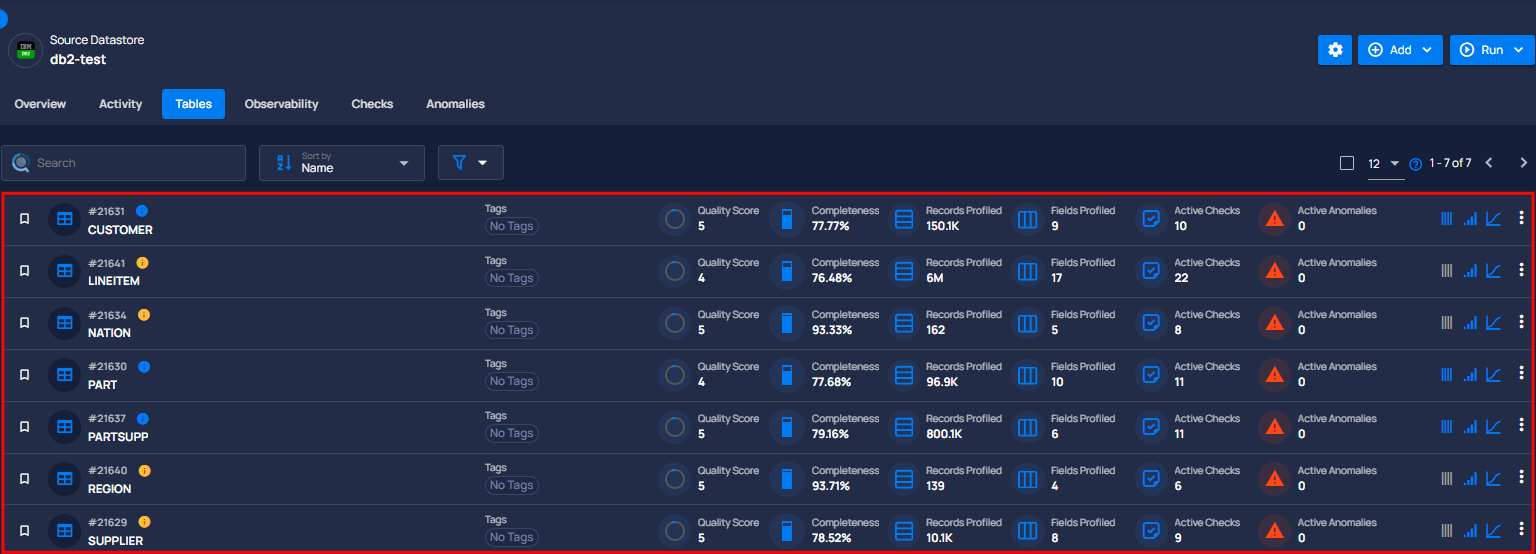 Source Datastore
IBM
DB2
db2-test
Add
Run
Overview Activity Tables Observability Checks Anomalies
Search
A
Z
Sort by
Name
12
1 - 7 of 7
#21631 Tags Quality Score Completeness Records Profiled Fields Profiled Active Checks Active Anomalies
CUSTOMER No Tags 5 77.77% 150.1K 9 10 0
#21641 Tags Quality Score Completeness Records Profiled Fields Profiled Active Checks Active Anomalies
LINEITEM No Tags 4 76.48% 6M 17 22 0
#21634 Tags Quality Score Completeness Records Profiled Fields Profiled Active Checks Active Anomalies
NATION No Tags 5 93.33% 162 5 8 0
#21630 Tags Quality Score Completeness Records Profiled Fields Profiled Active Checks Active Anomalies
PART No Tags 4 77.68% 96.9K 10 11 0
#21637 Tags Quality Score Completeness Records Profiled Fields Profiled Active Checks Active Anomalies
PARTSUPP No Tags 5 79.16% 800.1K 6 11 0
#21640 Tags Quality Score Completeness Records Profiled Fields Profiled Active Checks Active Anomalies
REGION No Tags 5 93.71% 139 4 6 0
#21629 Tags Quality Score Completeness Records Profiled Fields Profiled Active Checks Active Anomalies
SUPPLIER No Tags 5 78.52% 10.1K 8 9 0